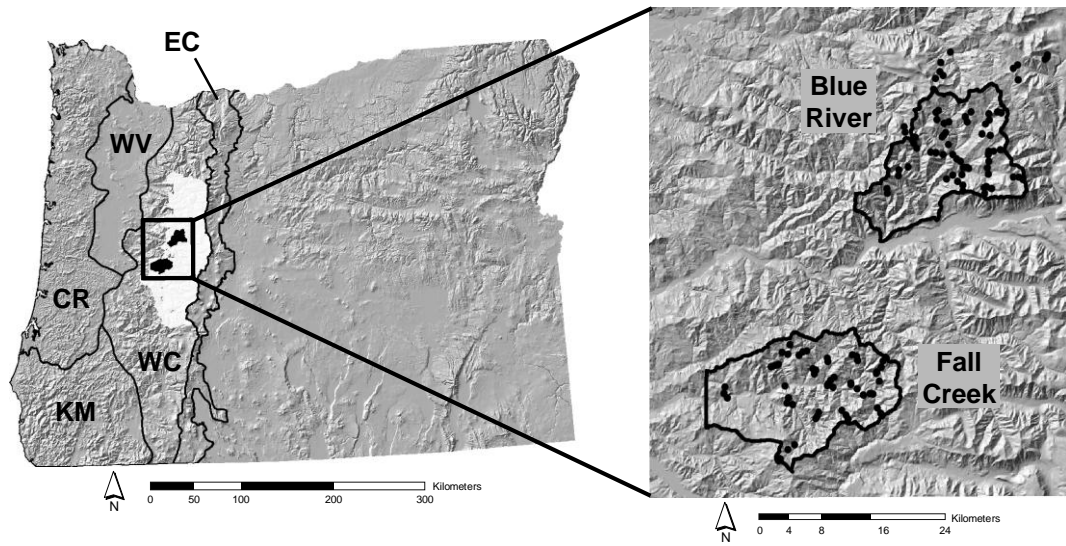 EC
WV
CR
WC
KM
N
0 50 100 200 300
Kilometers
Blue
River
Fall
Creek
N
0 4 8 16 24
Kilometers